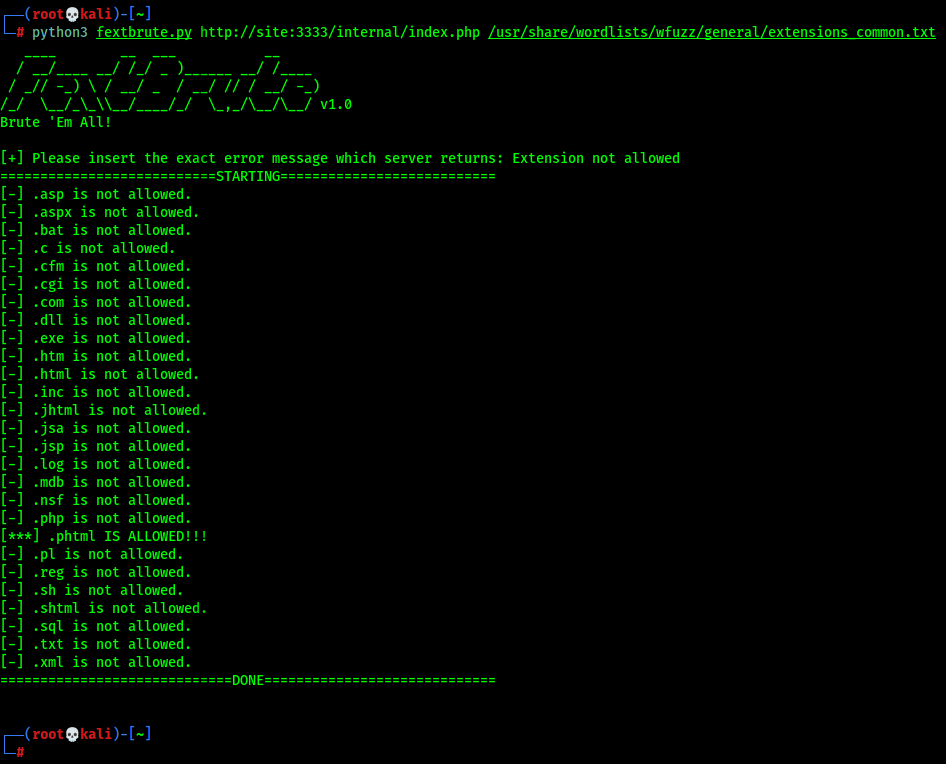 ┌──(root💀kali)-[~]
└─# python3 fextbrute.py http://site:3333/internal/index.php /usr/share/wordlists/wfuzz/general/extensions_common.txt
   ____        __  ___           __
  / __/____ __/ /_/ _ )______ __/ /____
 / _// -_) \ / __/ _  / __/ // / __/ -_)
/_/  \__/_\_\\__/____/_/  \_,_/\__/\__/ v1.0
Brute 'Em All!
[+] Please insert the exact error message which server returns: Extension not allowed
===========================STARTING===========================
[-] .asp is not allowed.
[-] .aspx is not allowed.
[-] .bat is not allowed.
[-] .c is not allowed.
[-] .cfm is not allowed.
[-] .cgi is not allowed.
[-] .com is not allowed.
[-] .dll is not allowed.
[-] .exe is not allowed.
[-] .htm is not allowed.
[-] .html is not allowed.
[-] .inc is not allowed.
[-] .jhtml is not allowed.
[-] .jsa is not allowed.
[-] .jsp is not allowed.
[-] .log is not allowed.
[-] .mdb is not allowed.
[-] .nsf is not allowed.
[-] .php is not allowed.
[***] .phtml IS ALLOWED!!!
[-] .pl is not allowed.
[-] .reg is not allowed.
[-] .sh is not allowed.
[-] .shtml is not allowed.
[-] .sql is not allowed.
[-] .txt is not allowed.
[-] .xml is not allowed.
=============================DONE=============================
┌──(root💀kali)-[~]
└─#